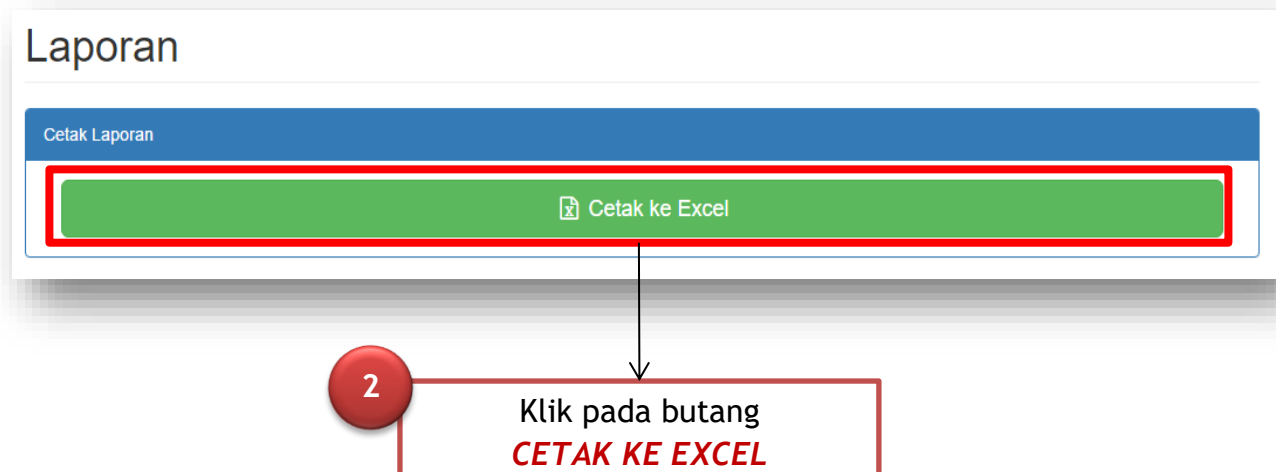 Laporan
Cetak Laporan
Cetak ke Excel
2
Klik pada butang
CETAK KE EXCEL